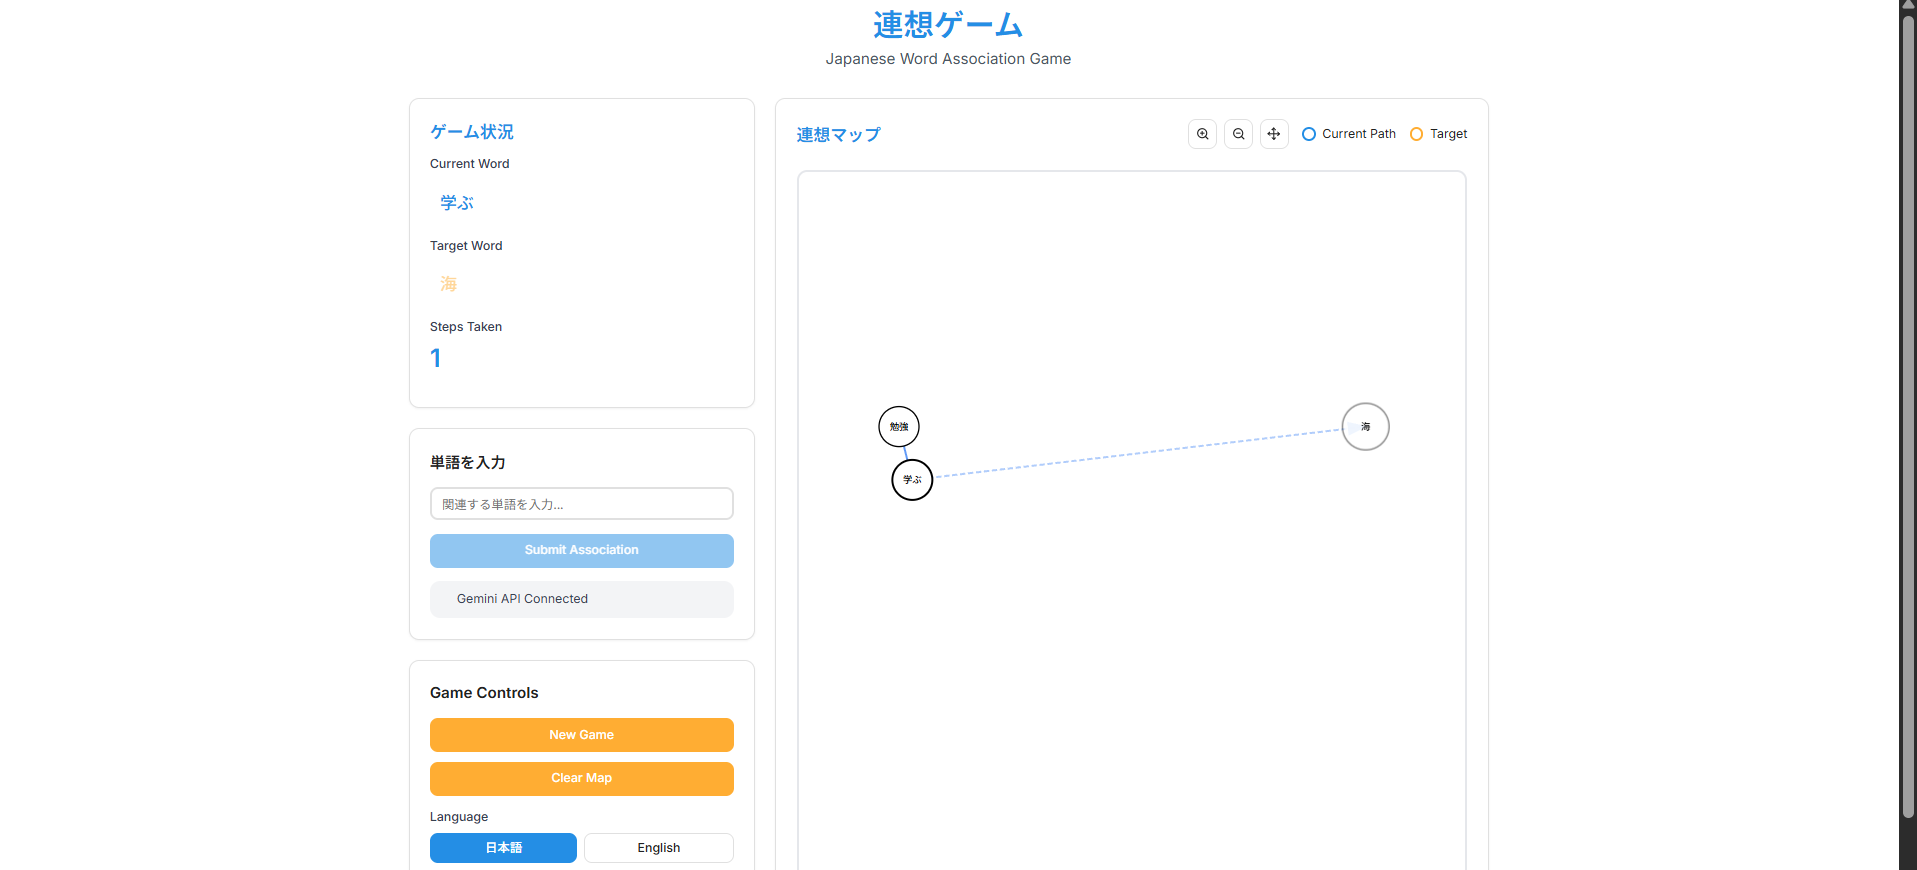 連想ゲーム
Japanese Word Association Game
ゲーム状況
Current Word
学ぶ
Target Word
海
Steps Taken
1
単語を入力
関連する単語を入力...
Submit Association
Gemini API Connected
Game Controls
New Game
Clear Map
Language
日本語 English
連想マップ
Current Path Target
勉強
学ぶ
海